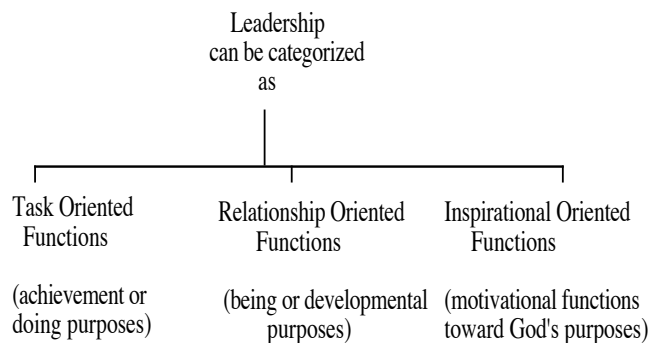 Leadership
can be categorized
as
Task Oriented
Functions
(achievement or
doing purposes)
Relationship Oriented
Functions
(being or developmental
purposes)
Inspirational Oriented
Functions
(motivational functions
toward God's purposes)